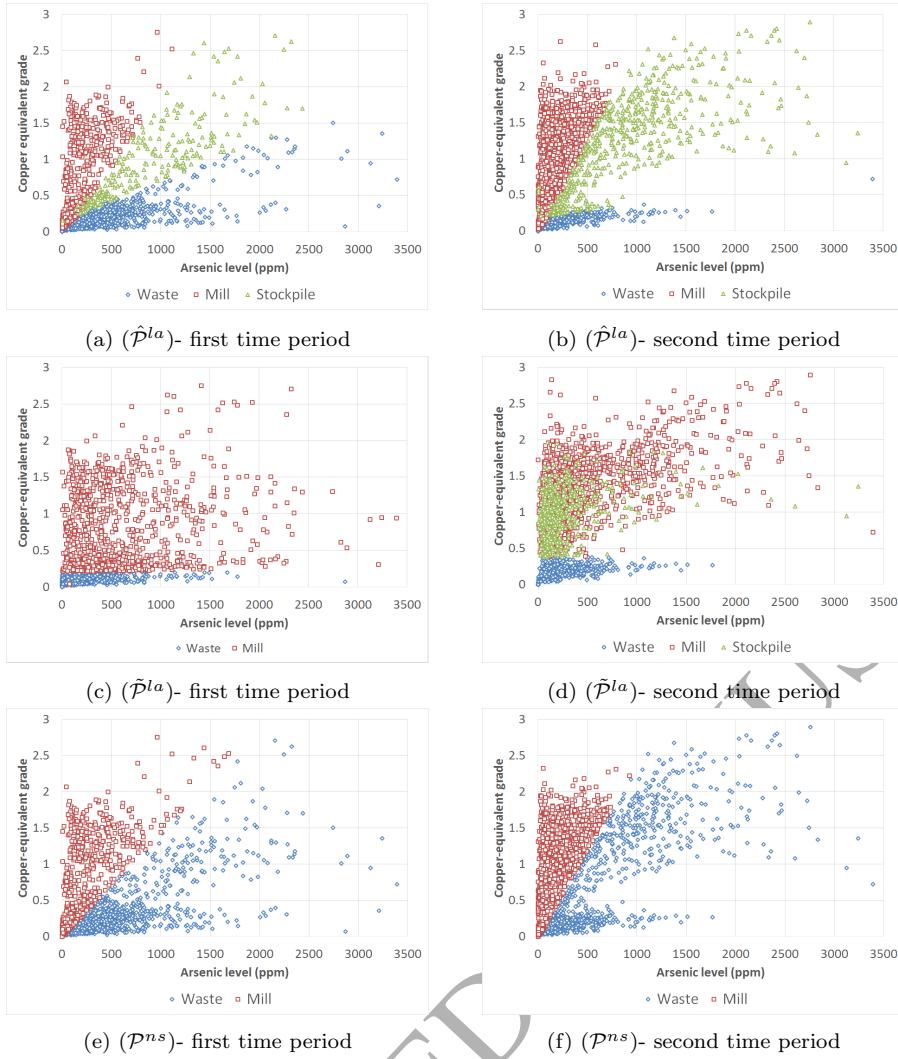 3
2.5
2
1.5
1
0.5
0
Copper-equivalent grade
0 500 1000 1500 2000 2500 3000 3500
Arsenic level (ppm)
Waste Mill Stockpile
(a) (𝒫̂ˡᵃ)- first time period
3
2.5
2
1.5
1
0.5
0
Copper-equivalent grade
0 500 1000 1500 2000 2500 3000 3500
Arsenic level (ppm)
Waste Mill Stockpile
(b) (𝒫̂ˡᵃ)- second time period
3
2.5
2
1.5
1
0.5
0
Copper-equivalent grade
0 500 1000 1500 2000 2500 3000 3500
Arsenic level (ppm)
Waste Mill
(c) (𝒫̃ˡᵃ)- first time period
3
2.5
2
1.5
1
0.5
0
Copper-equivalent grade
0 500 1000 1500 2000 2500 3000 3500
Arsenic level (ppm)
Waste Mill Stockpile
(d) (𝒫̃ˡᵃ)- second time period
3
2.5
2
1.5
1
0.5
0
Copper-equivalent grade
0 500 1000 1500 2000 2500 3000 3500
Arsenic level (ppm)
Waste Mill
(e) (𝒫ⁿˢ)- first time period
3
2.5
2
1.5
1
0.5
0
Copper-equivalent grade
0 500 1000 1500 2000 2500 3000 3500
Arsenic level (ppm)
Waste Mill
(f) (𝒫ⁿˢ)- second time period